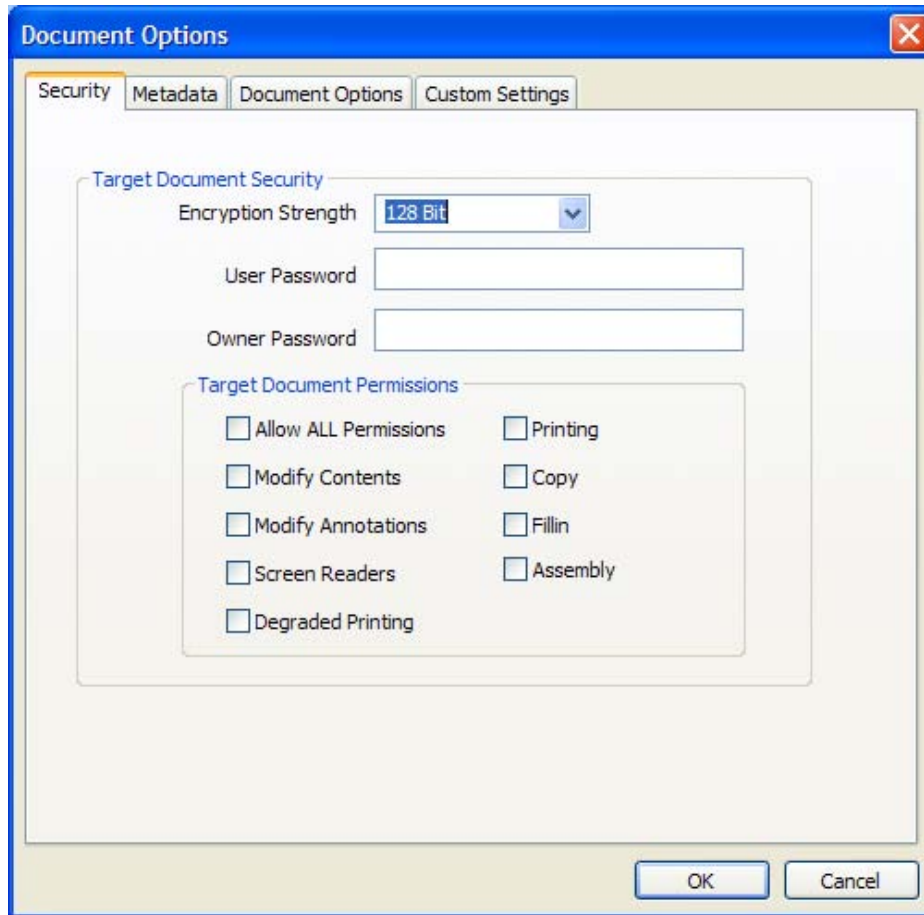 Document Options
Security Metadata Document Options Custom Settings
Target Document Security
Encryption Strength 128 Bit
User Password
Owner Password
Target Document Permissions
Allow ALL Permissions Printing
Modify Contents Copy
Modify Annotations Fillin
Screen Readers Assembly
Degraded Printing
OK Cancel